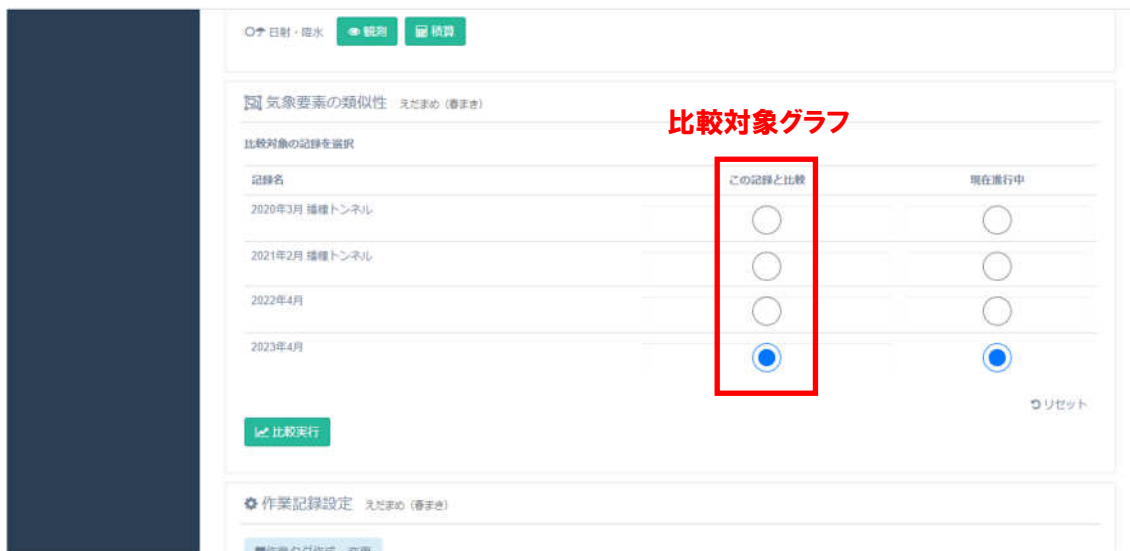 日射・降水 観測 積算
気象要素の類似性 えだまめ（春まき）
比較対象グラフ
比較対象の記録を選択
記録名 この記録と比較 現在進行中
2020年3月 播種トンネル
2021年2月 播種トンネル
2022年4月
2023年4月
リセット
比較実行
作業記録設定 えだまめ（春まき）